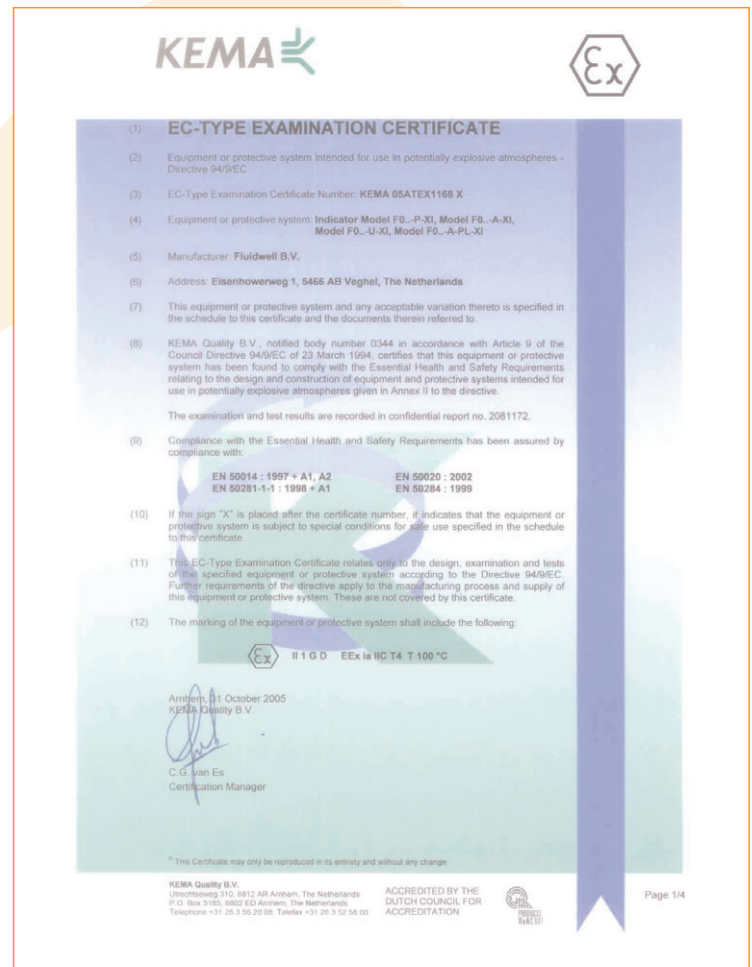 KEMA
Ex
(1) EC-TYPE EXAMINATION CERTIFICATE
(2) Equipment or protective system intended for use in potentially explosive atmospheres -
Directive 94/9/EC
(3) EC-Type Examination Certificate Number: KEMA 05ATEX1168 X
(4) Equipment or protective system: Indicator Model F0..-P-XI, Model F0..-A-XI,
Model F0..-U-XI, Model F0..-A-PL-XI
(5) Manufacturer: Fluidwell B.V.
(6) Address: Eisenhowerweg 1, 5466 AB Veghel, The Netherlands
(7) This equipment or protective system and any acceptable variation thereto is specified in
the schedule to this certificate and the documents therein referred to.
(8) KEMA Quality B.V., notified body number 0344 in accordance with Article 9 of the
Council Directive 94/9/EC of 23 March 1994, certifies that this equipment or protective
system has been found to comply with the Essential Health and Safety Requirements
relating to the design and construction of equipment and protective systems intended for
use in potentially explosive atmospheres given in Annex II to the directive.
The examination and test results are recorded in confidential report no. 2081172.
(9) Compliance with the Essential Health and Safety Requirements has been assured by
compliance with:
EN 50014 : 1997 + A1, A2 EN 50020 : 2002
EN 50281-1-1 : 1998 + A1 EN 50284 : 1999
(10) If the sign "X" is placed after the certificate number, it indicates that the equipment or
protective system is subject to special conditions for safe use specified in the schedule
to this certificate.
(11) This EC-Type Examination Certificate relates only to the design, examination and tests
of the specified equipment or protective system according to the Directive 94/9/EC.
Further requirements of the directive apply to the manufacturing process and supply of
this equipment or protective system. These are not covered by this certificate.
(12) The marking of the equipment or protective system shall include the following:
Ex II 1 G D EEx ia IIC T4 T 100 °C
Arnhem, 31 October 2005
KEMA Quality B.V.
C.G. van Es
Certification Manager
This Certificate may only be reproduced in its entirety and without any change
KEMA Quality B.V.
Utrechtseweg 310, 6812 AR Arnhem, The Netherlands
P.O. Box 5185, 6802 ED Arnhem, The Netherlands
Telephone +31 26 3 56 20 08, Telefax +31 26 3 52 58 00
ACCREDITED BY THE
DUTCH COUNCIL FOR
ACCREDITATION
PRODUCTS
Page 1/4